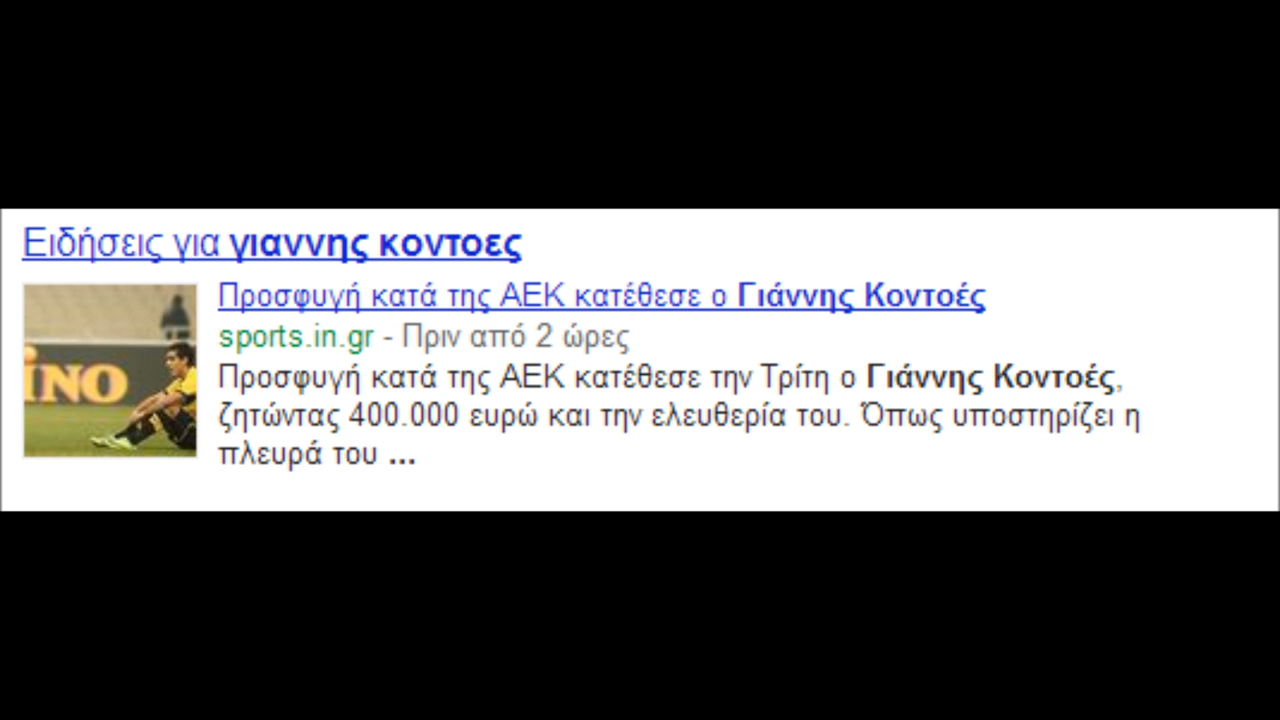 Ειδήσεις για γιαννης κοντοες
Προσφυγή κατά της ΑΕΚ κατέθεσε ο Γιάννης Κοντοές
sports.in.gr - Πριν από 2 ώρες
Προσφυγή κατά της ΑΕΚ κατέθεσε την Τρίτη ο Γιάννης Κοντοές,
ζητώντας 400.000 ευρώ και την ελευθερία του. Όπως υποστηρίζει η
πλευρά του ...
INO